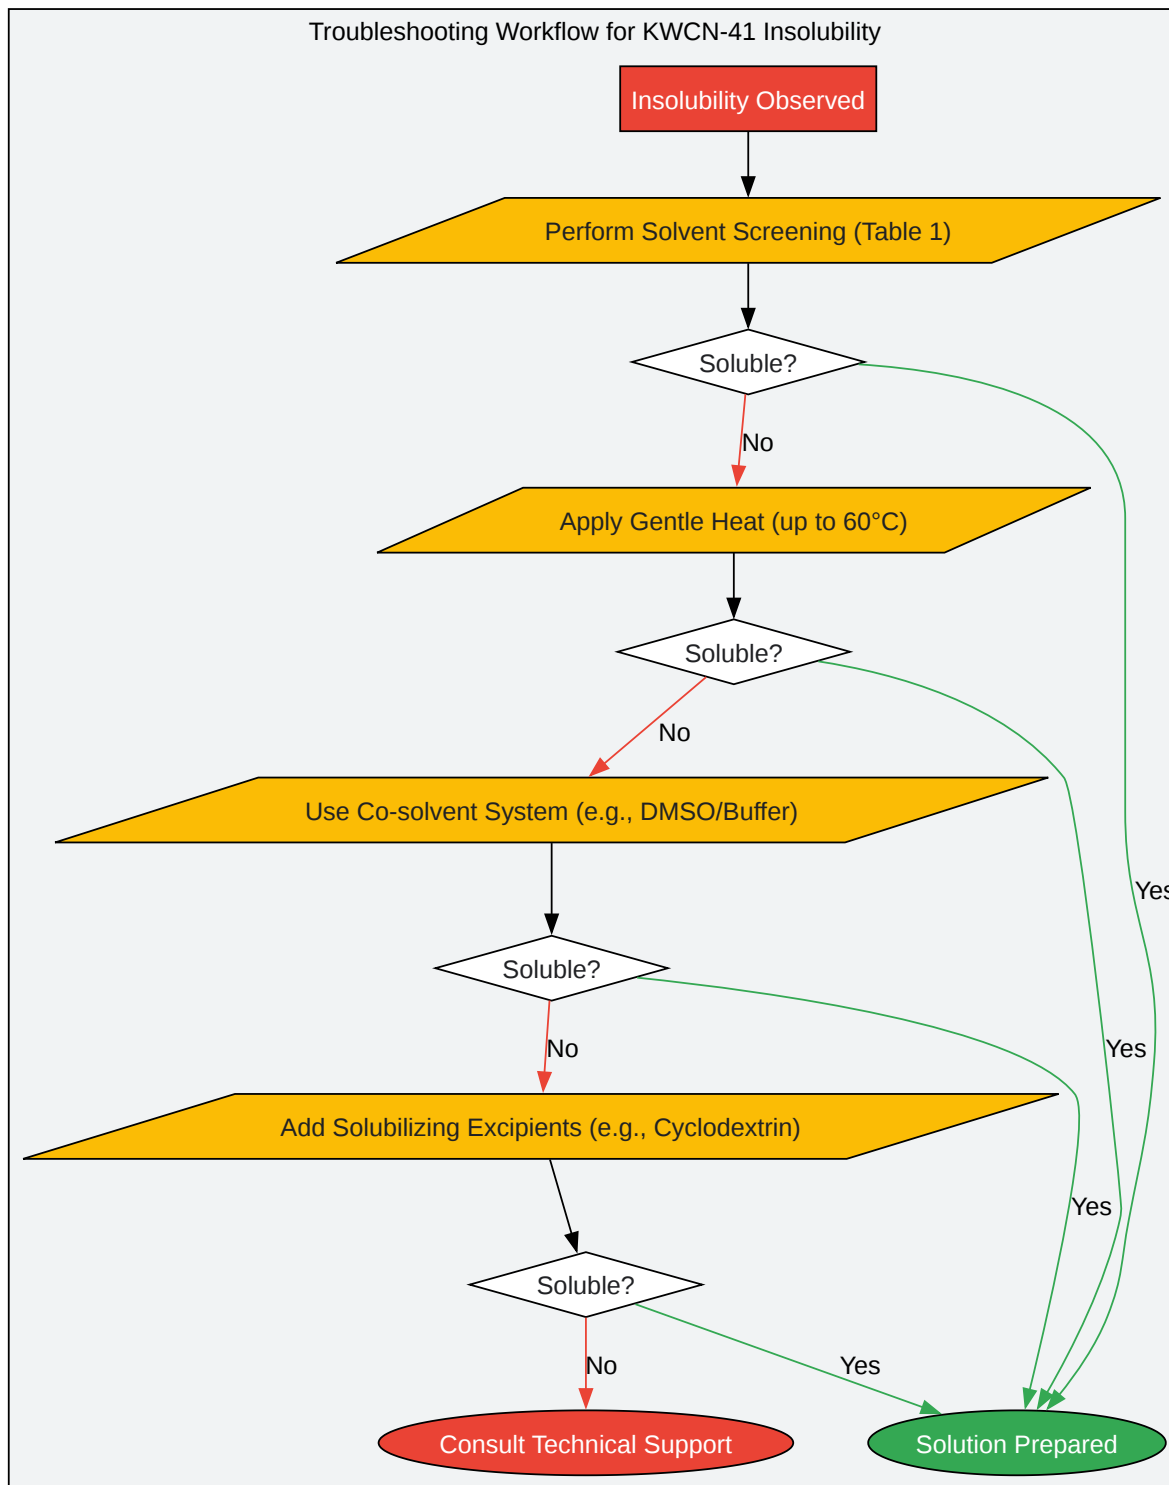 Troubleshooting Workflow for KWCN-41 Insolubility
Insolubility Observed
Perform Solvent Screening (Table 1)
Soluble?
No
Apply Gentle Heat (up to 60°C)
Soluble?
No
Use Co-solvent System (e.g., DMSO/Buffer)
Yes
Soluble?
No
Yes
Add Solubilizing Excipients (e.g., Cyclodextrin)
Yes
Soluble?
No
Yes
Consult Technical Support
Solution Prepared